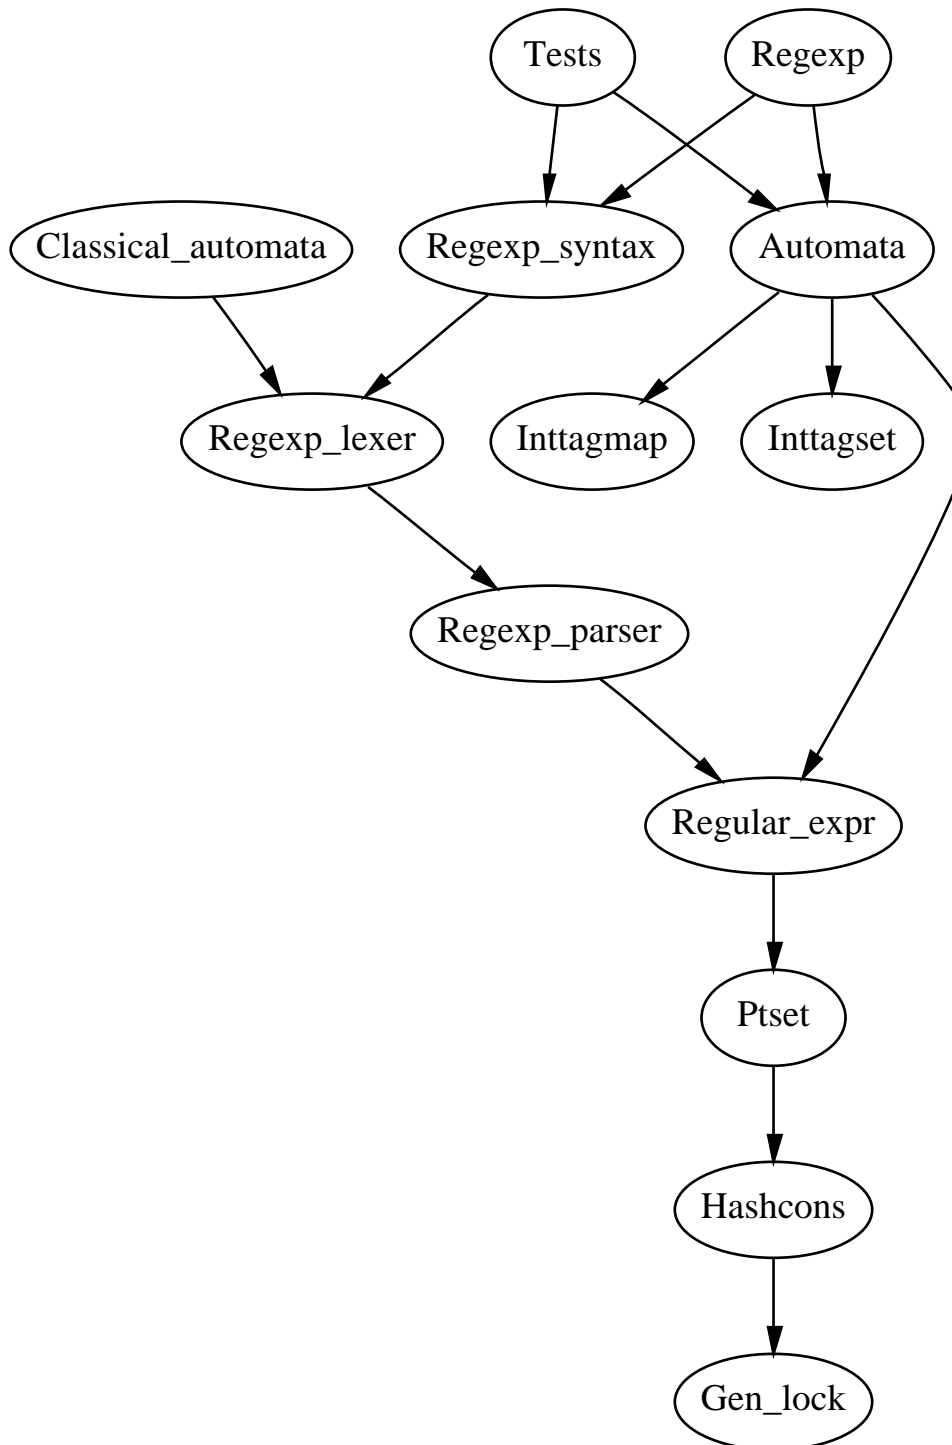 Tests
Regexp
Classical_automata
Regexp_syntax
Automata
Regexp_lexer
Inttagmap
Inttagset
Regexp_parser
Regular_expr
Ptset
Hashcons
Gen_lock